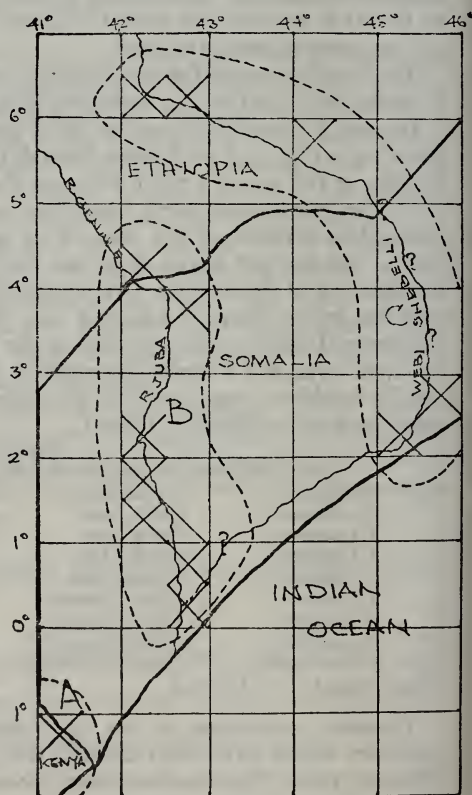 41° 42° 43° 44° 45° 46°
6°
ETHIOPIA
5°
R GENALE
4°
WEBI SHEBELLI
?
C
?
SOMALIA
R JUBA
3°
B
2°
1°
?
INDIAN
OCEAN
0°
A
1°
KENYA